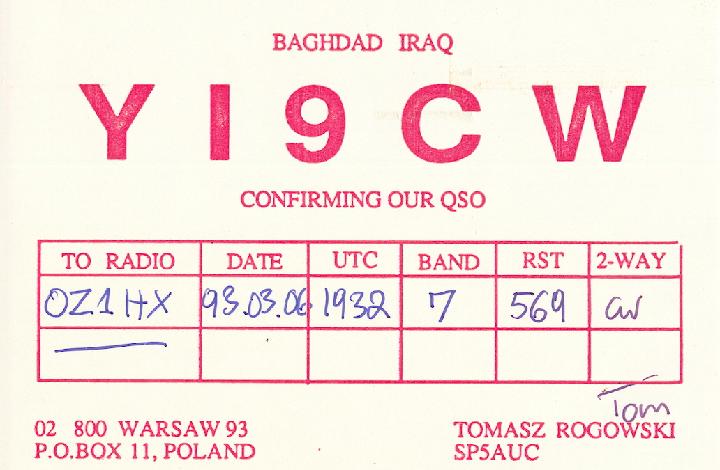 BAGHDAD IRAQ
YI9CW
CONFIRMING OUR QSO
TO RADIO DATE UTC BAND RST 2-WAY
OZ1HX 93.03.06 1932 7 569 cw
Tom
02 800 WARSAW 93 TOMASZ ROGOWSKI
P.O.BOX 11, POLAND SP5AUC